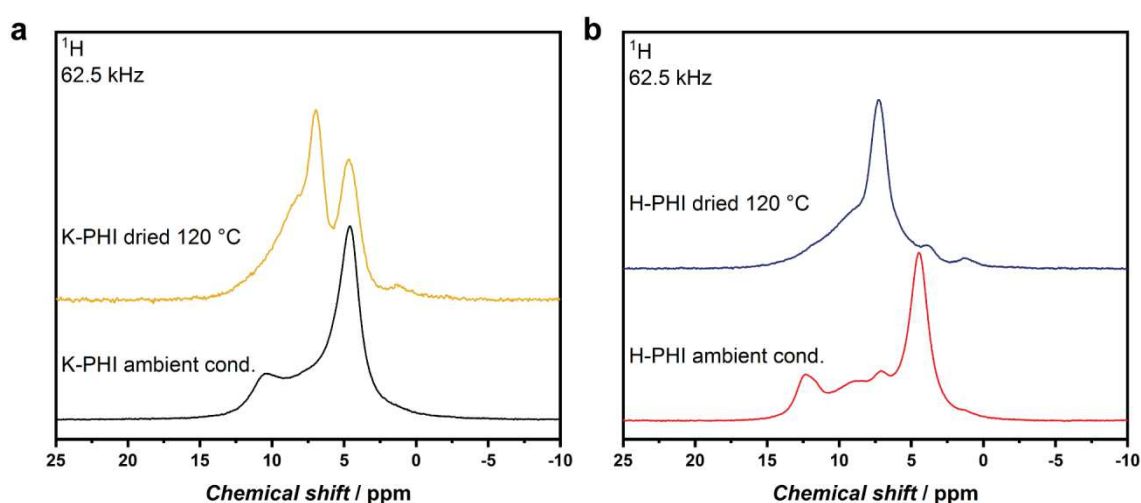 a
¹H
62.5 kHz
K-PHI dried 120 °C
K-PHI ambient cond.
25 20 15 10 5 0 -5 -10
Chemical shift / ppm
b
¹H
62.5 kHz
H-PHI dried 120 °C
H-PHI ambient cond.
25 20 15 10 5 0 -5 -10
Chemical shift / ppm